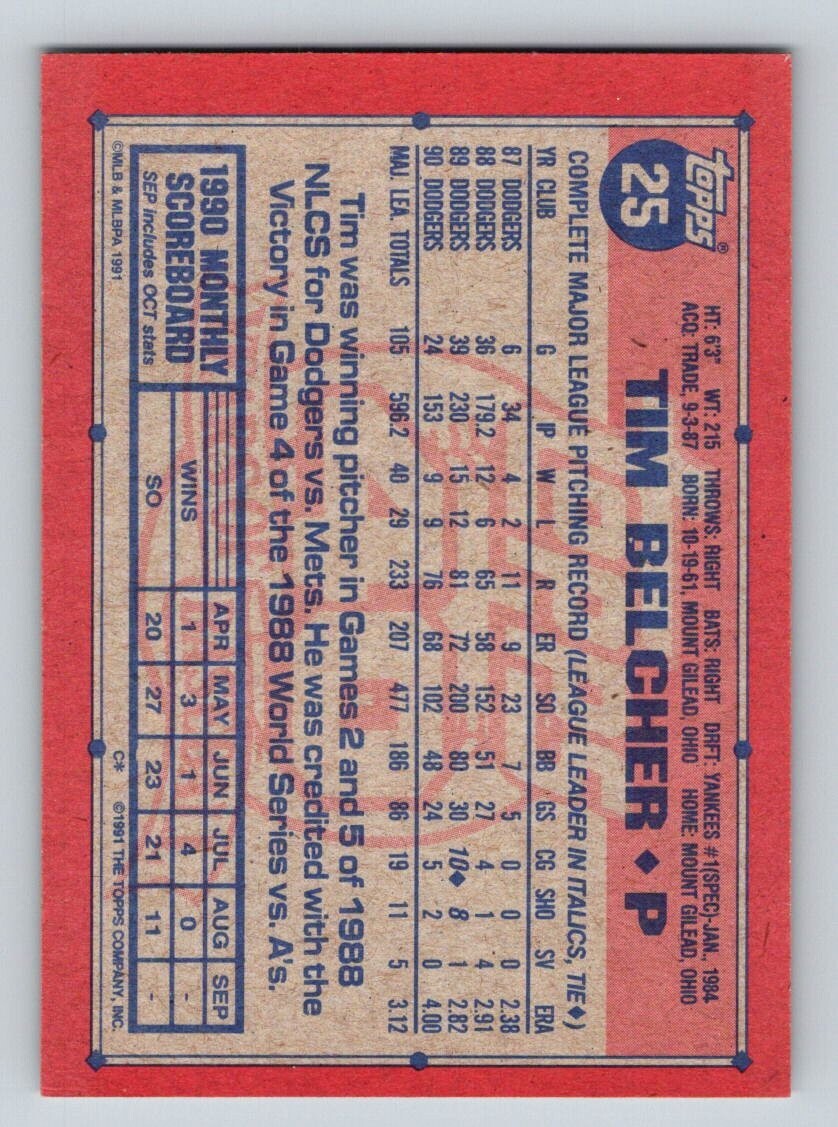 Topps®
25
HT: 6'3" WT: 215 THROWS: RIGHT BATS: RIGHT DRFT: YANKEES #1(SPEC)-JAN., 1984
ACQ: TRADE, 9-3-87 BORN: 10-19-61, MOUNT GILEAD, OHIO HOME: MOUNT GILEAD, OHIO
TIM BELCHER ♦ P
COMPLETE MAJOR LEAGUE PITCHING RECORD (LEAGUE LEADER IN ITALICS, TIE♦)
YR CLUB G IP W L R ER SO BB GS CG SHO SV ERA
87 DODGERS 6 34 4 2 11 9 23 7 5 0 0 0 2.38
88 DODGERS 36 179.2 12 6 65 58 152 51 27 4 1 4 2.91
89 DODGERS 39 230 15 12 81 72 200 80 30 10♦ 8 1 2.82
90 DODGERS 24 153 9 9 76 68 102 48 24 5 2 0 4.00
MAJ. LEA. TOTALS 105 596.2 40 29 233 207 477 186 86 19 11 5 3.12
Tim was winning pitcher in Games 2 and 5 of 1988
NLCS for Dodgers vs. Mets. He was credited with the
Victory in Game 4 of the 1988 World Series vs. A's.
1990 MONTHLY
SCOREBOARD
SEP includes OCT stats
APR MAY JUN JUL AUG SEP
WINS 1 3 1 4 0 -
SO 20 27 23 21 11 -
©MLB & MLBPA 1991
C* ©1991 THE TOPPS COMPANY, INC.